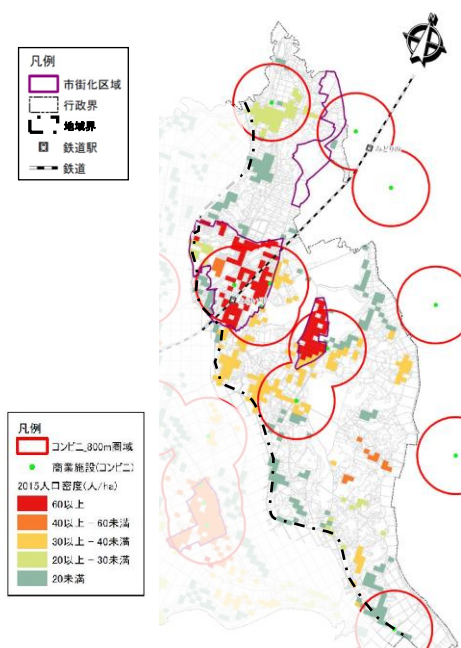 凡例
市街化区域
行政界
地域界
鉄道駅
鉄道
凡例
コンビニ_800m圏域
商業施設(コンビニ)
2015人口密度(人/ha)
60以上
40以上 - 60未満
30以上 - 40未満
20以上 - 30未満
20未満